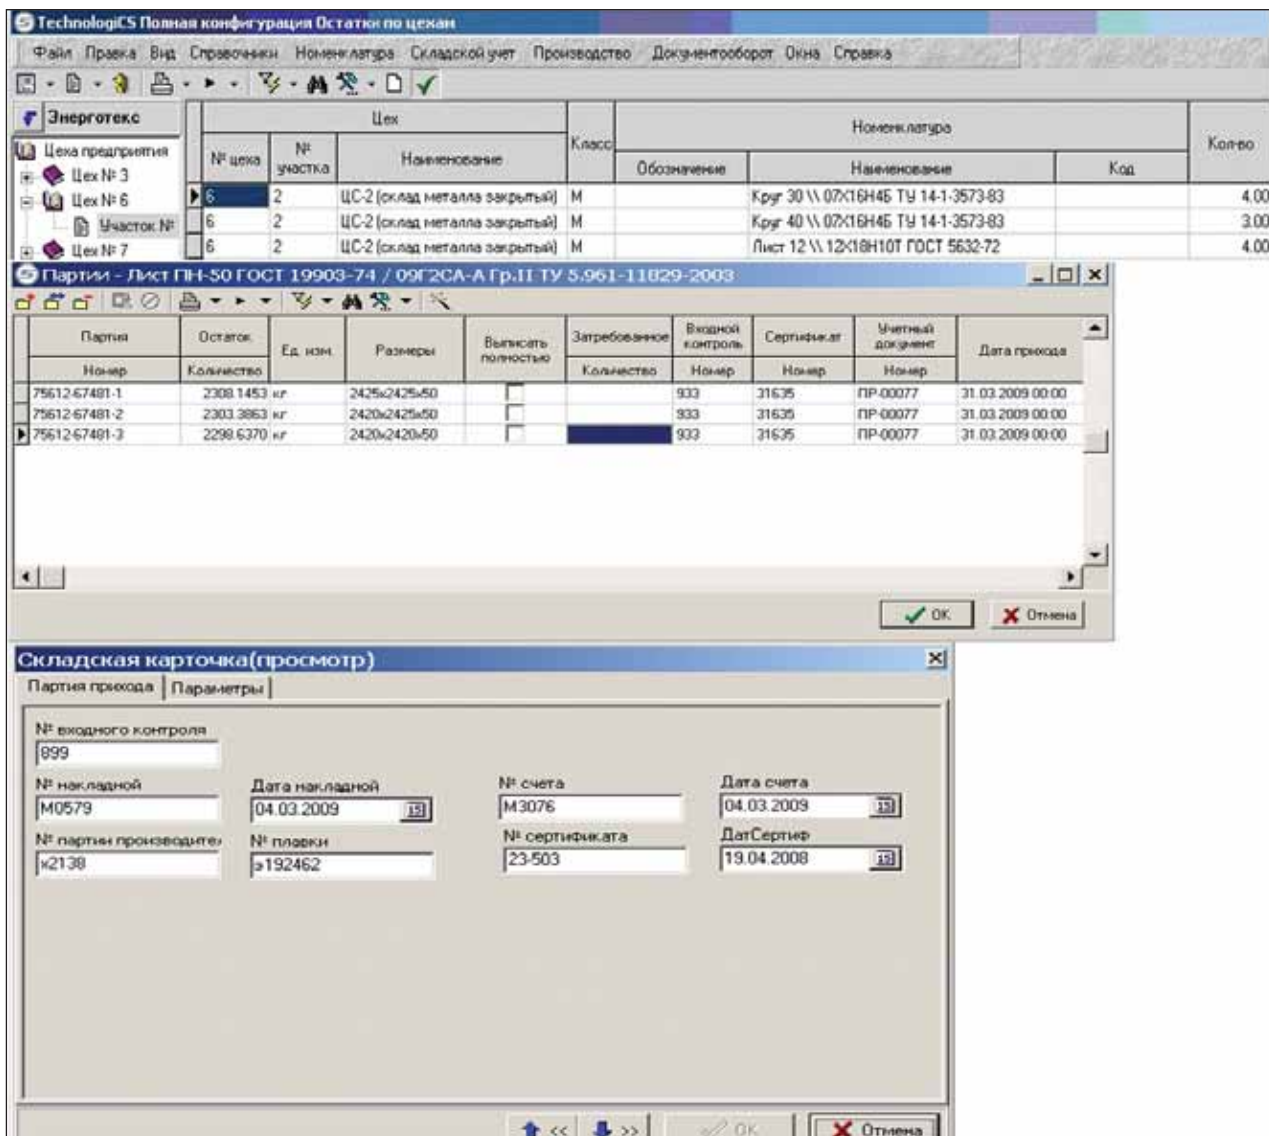 TechnologiCS Полная конфигурация Остатки по цехам
Файл Правка Вид Справочники Номенклатура Складской учет Производство Документооборот Окна Справка
Энерготекс
Цеха предприятия
Цех № 3
Цех № 6
Участок №
Цех № 7
Цех Класс Номенклатура Кол-во
№ цеха № участка Наименование Обозначение Наименование Код
6 2 ЦС-2 (склад металла закрытый) М Круг 30 \\ 07Х16Н4Б ТУ 14-1-3573-83 4.00
6 2 ЦС-2 (склад металла закрытый) М Круг 40 \\ 07Х16Н4Б ТУ 14-1-3573-83 3.00
6 2 ЦС-2 (склад металла закрытый) М Лист 12 \\ 12Х18Н10Т ГОСТ 5632-72 4.00
Партии - Лист ПН-50 ГОСТ 19903-74 / 09Г2СА-А Гр.II ТУ 5.961-11829-2003
Партия Остаток Ед. изм. Размеры Выписать полностью Затребованное Входной контроль Сертификат Учетный документ Дата прихода
Номер Количество Количество Номер Номер Номер
75612-67481-1 2308.1453 кг 2425x2425x50 933 31635 ПР-00077 31.03.2009 00:00
75612-67481-2 2303.3863 кг 2420x2425x50 933 31635 ПР-00077 31.03.2009 00:00
75612-67481-3 2298.6370 кг 2420x2420x50 933 31635 ПР-00077 31.03.2009 00:00
OK Отмена
Складская карточка(просмотр)
Партия прихода Параметры
№ входного контроля
899
№ накладной Дата накладной № счета Дата счета
М0579 04.03.2009 15 М3076 04.03.2009 15
№ партии производител № плавки № сертификата ДатСертиф
х2138 э192462 23-503 19.04.2008 15
<< >> OK Отмена